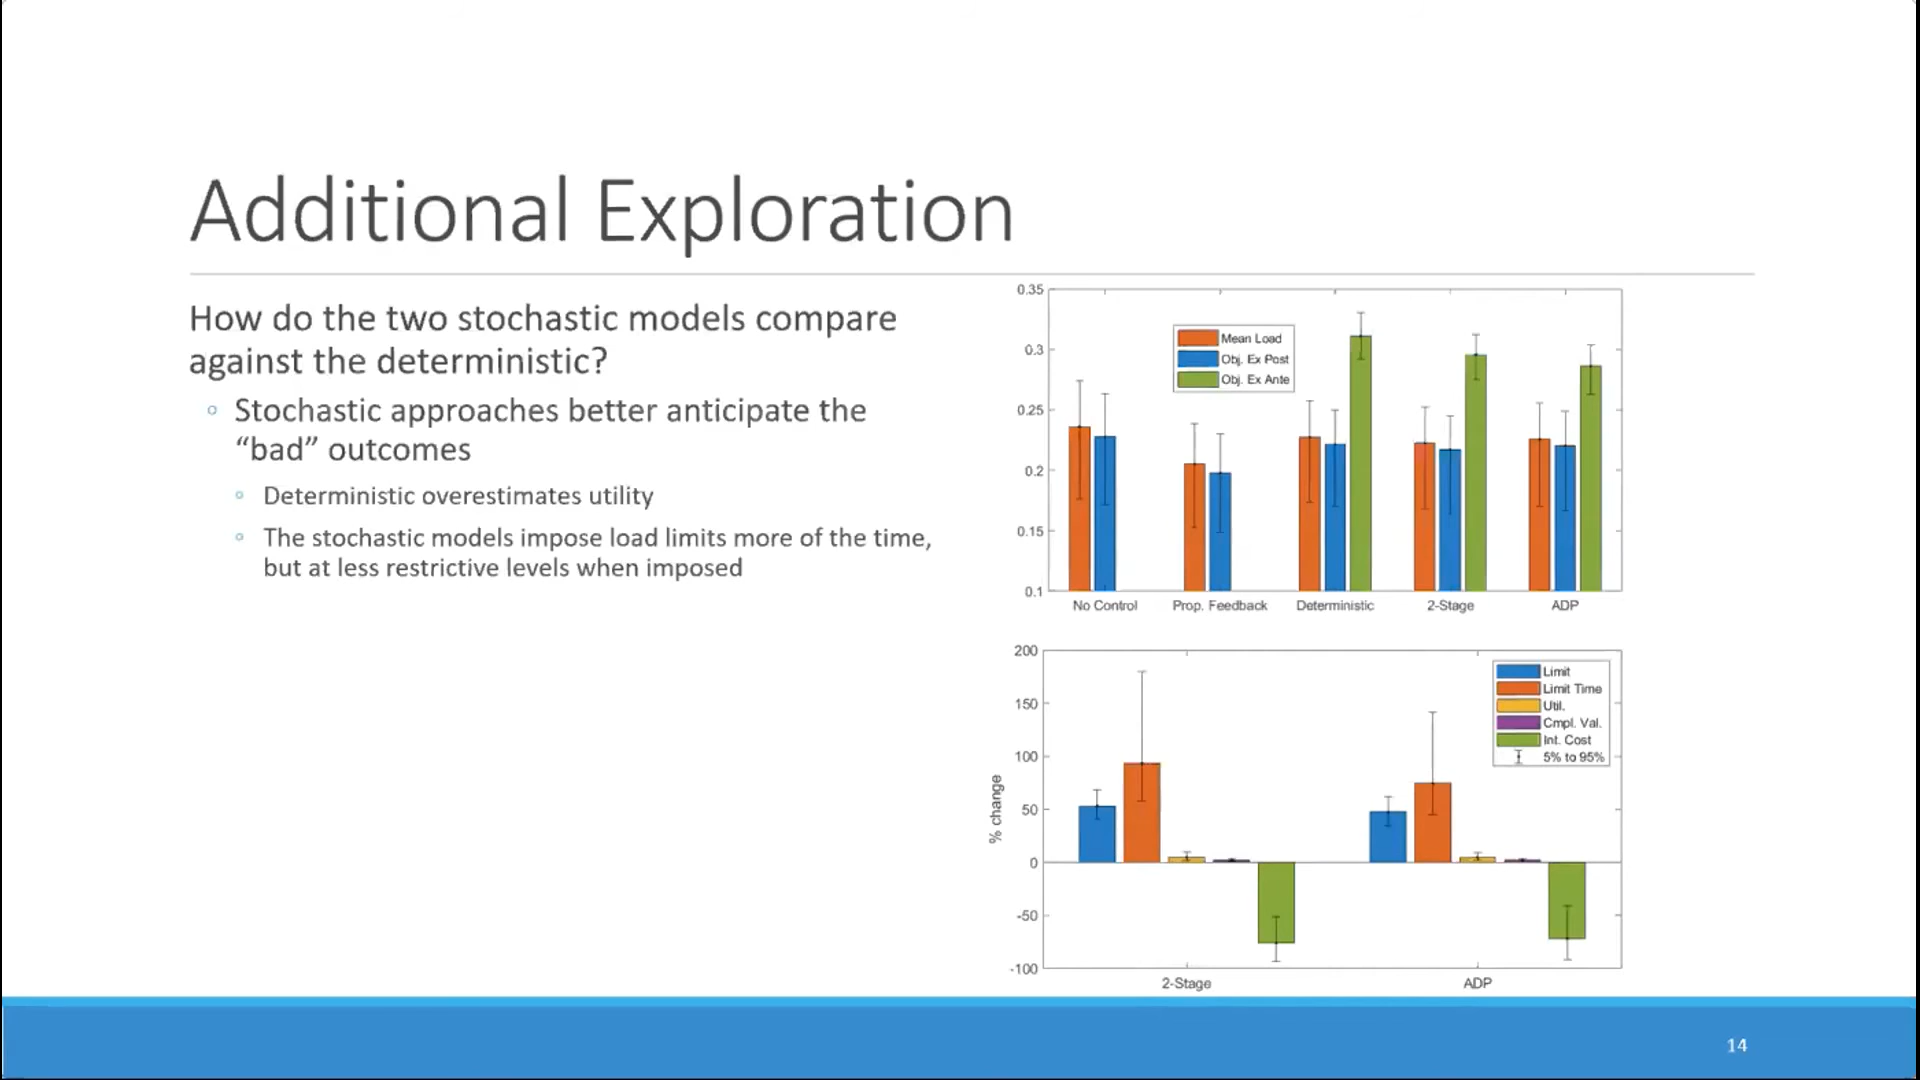 Additional Exploration
How do the two stochastic models compare
against the deterministic?
Stochastic approaches better anticipate the
“bad” outcomes
Deterministic overestimates utility
The stochastic models impose load limits more of the time,
but at less restrictive levels when imposed
0.35
0.3
0.25
0.2
0.15
0.1
Mean Load
Obj. Ex Post
Obj. Ex Ante
No Control Prop. Feedback Deterministic 2-Stage ADP
200
150
100
50
0
-50
-100
% change
Limit
Limit Time
Util.
Cmpl. Val.
Int. Cost
5% to 95%
2-Stage ADP
14